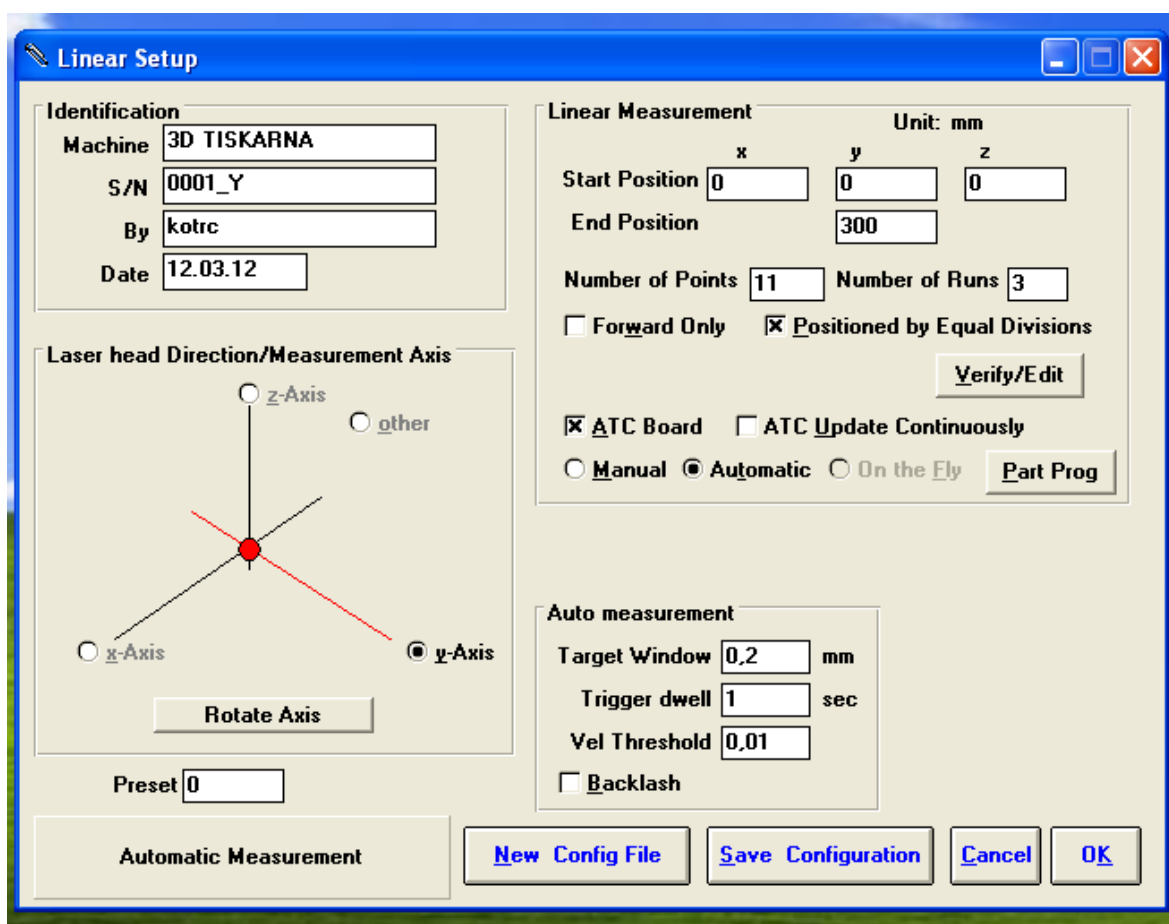 Linear Setup
Identification
Machine 3D TISKARNA
S/N 0001_Y
By kotrc
Date 12.03.12
Linear Measurement
Unit: mm
x y z
Start Position 0 0 0
End Position 300
Number of Points 11 Number of Runs 3
Forward Only Positioned by Equal Divisions
Verify/Edit
ATC Board ATC Update Continuously
Manual Automatic On the Fly Part Prog
Laser head Direction/Measurement Axis
z-Axis
other
x-Axis y-Axis
Rotate Axis
Auto measurement
Target Window 0,2 mm
Trigger dwell 1 sec
Vel Threshold 0,01
Backlash
Preset 0
Automatic Measurement
New Config File Save Configuration Cancel OK